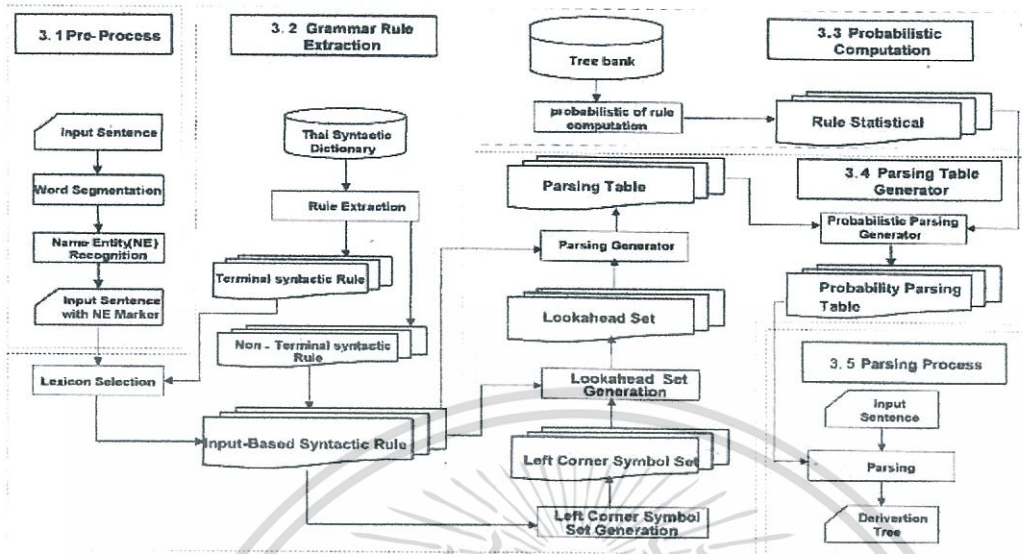 3. 1 Pre- Process
Input Sentence
Word Segmentation
Name Entity(NE)
Recognition
Input Sentence
with NE Marker
Lexicon Selection
3. 2 Grammar Rule
Extraction
Thai Syntactic
Dictionary
Rule Extraction
Terminal syntactic Rule
Non - Terminal syntactic
Rule
Input-Based Syntactic Rule
Tree bank
probabilistic of rule
computation
3.3 Probabilistic
Computation
Rule Statistical
Parsing Table
Parsing Generator
Lookahead Set
Lookahead Set
Generation
Left Corner Symbol Set
Left Corner Symbol
Set Generation
3.4 Parsing Table
Generator
Probabilistic Parsing
Generator
Probability Parsing
Table
3. 5 Parsing Process
Input
Sentence
Parsing
Derivertion
Tree